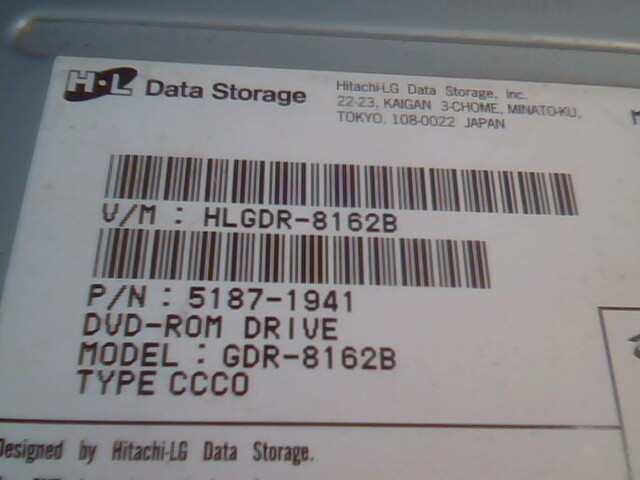 H·L Data Storage
Hitachi-LG Data Storage, Inc.
22-23, KAIGAN 3-CHOME, MINATO-KU,
TOKYO, 108-0022 JAPAN
V/M : HLGDR-8162B
P/N : 5187-1941
DVD-ROM DRIVE
MODEL : GDR-8162B
TYPE CCCO
Designed by Hitachi-LG Data Storage.